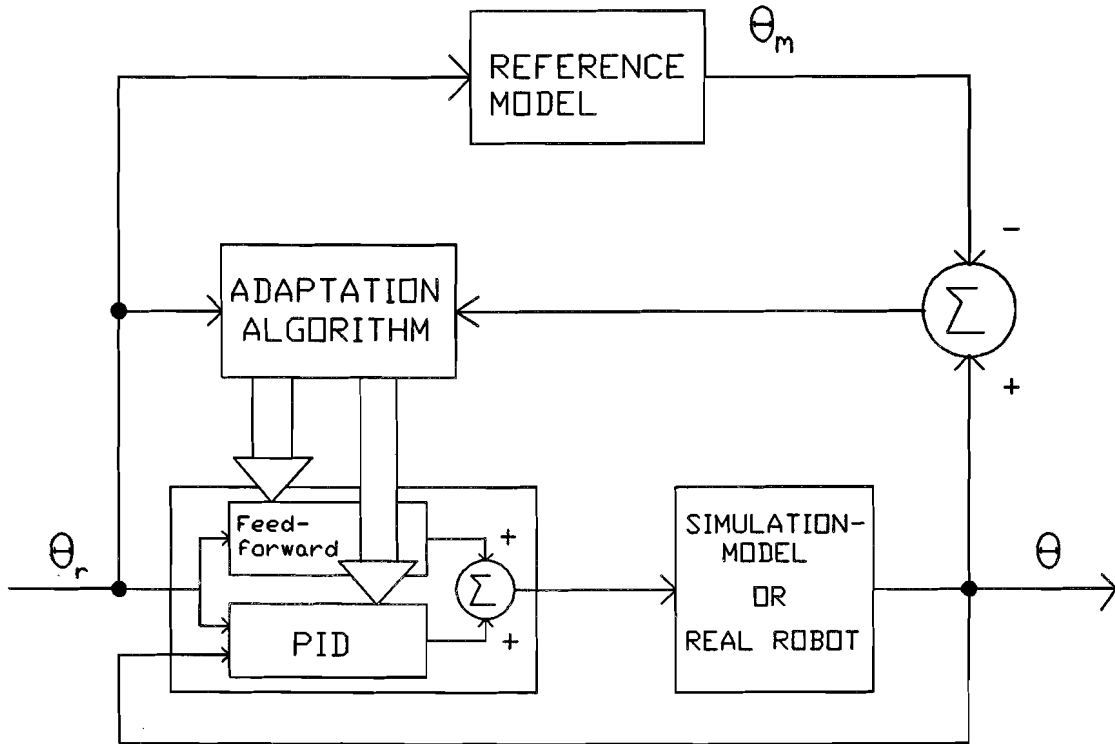 θm
REFERENCE
MODEL
-
ADAPTATION
ALGORITHM
Σ
+
Feed-
forward
+
SIMULATION-
MODEL
OR
REAL ROBOT
θr
θ
Σ
PID
+